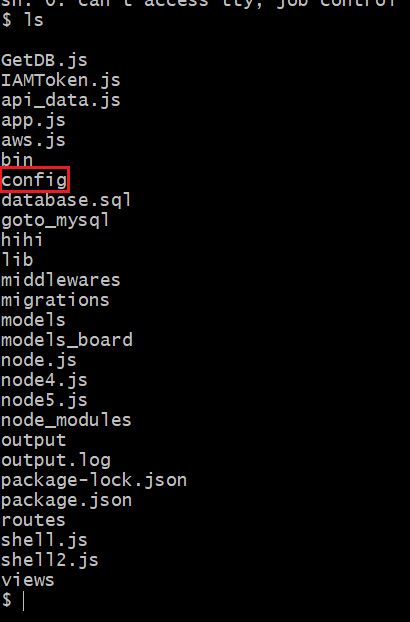 sh: 0: can't access tty; job control
$ ls
GetDB.js
IAMToken.js
api_data.js
app.js
aws.js
bin
config
database.sql
goto_mysql
hihi
lib
middlewares
migrations
models
models_board
node.js
node4.js
node5.js
node_modules
output
output.log
package-lock.json
package.json
routes
shell.js
shell2.js
views
$